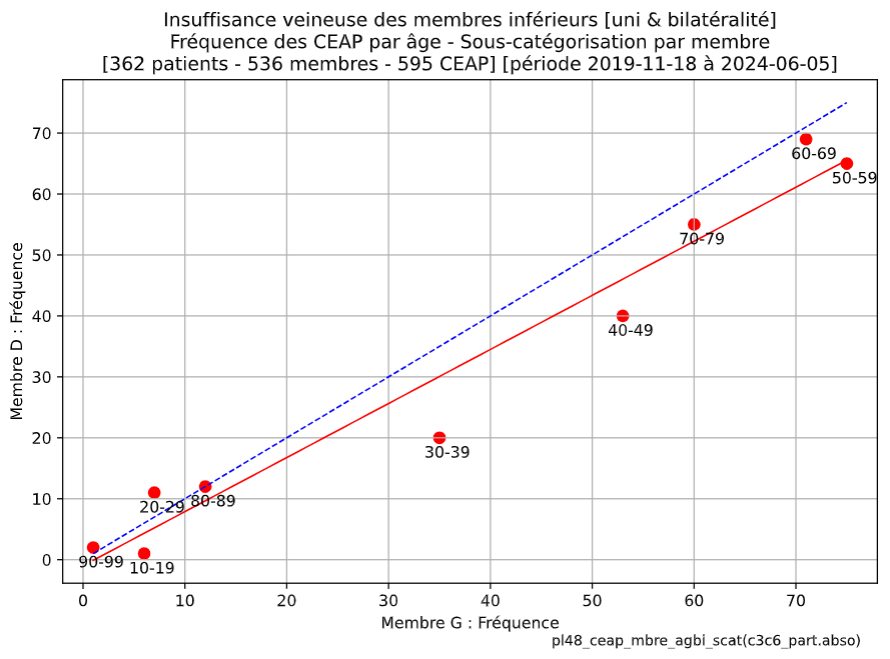 Insuffisance veineuse des membres inférieurs [uni & bilatéralité]
Fréquence des CEAP par âge - Sous-catégorisation par membre
[362 patients - 536 membres - 595 CEAP] [période 2019-11-18 à 2024-06-05]
Membre D : Fréquence
70
60
50
40
30
20
10
0
60-69
50-59
70-79
40-49
30-39
20-29
80-89
90-99
10-19
0 10 20 30 40 50 60 70
Membre G : Fréquence
pl48_ceap_mbre_agbi_scat(c3c6_part.abso)